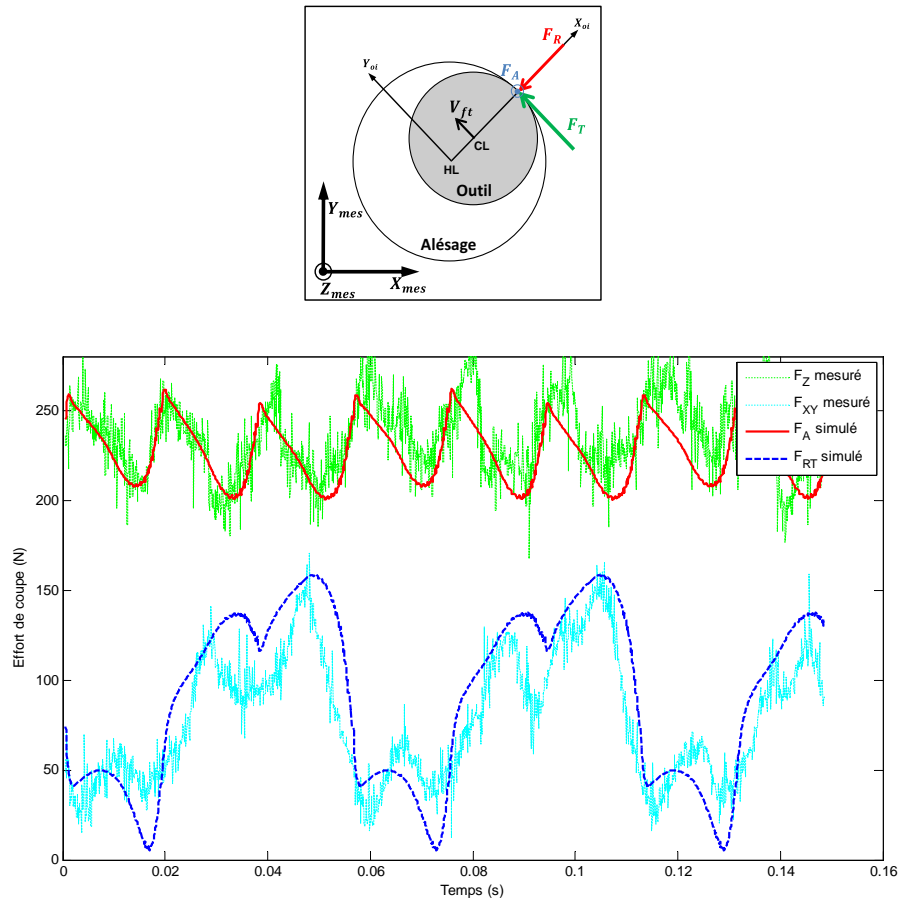 X_oi
F_R
Y_oi
F_A
V_ft
F_T
CL
HL
Outil
Y_mes
Alésage
Z_mes
X_mes
F_Z mesuré
F_XY mesuré
F_A simulé
F_RT simulé
Effort de coupe (N)
250
200
150
100
50
0
0
0.02
0.04
0.06
0.08
0.1
0.12
0.14
0.16
Temps (s)